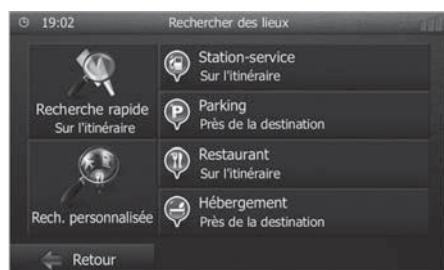 19:02
Rechercher des lieux
Recherche rapide
Sur l'itinéraire
Rech. personnalisée
Station-service
Sur l'itinéraire
P
Parking
Près de la destination
Restaurant
Sur l'itinéraire
Hébergement
Près de la destination
Retour